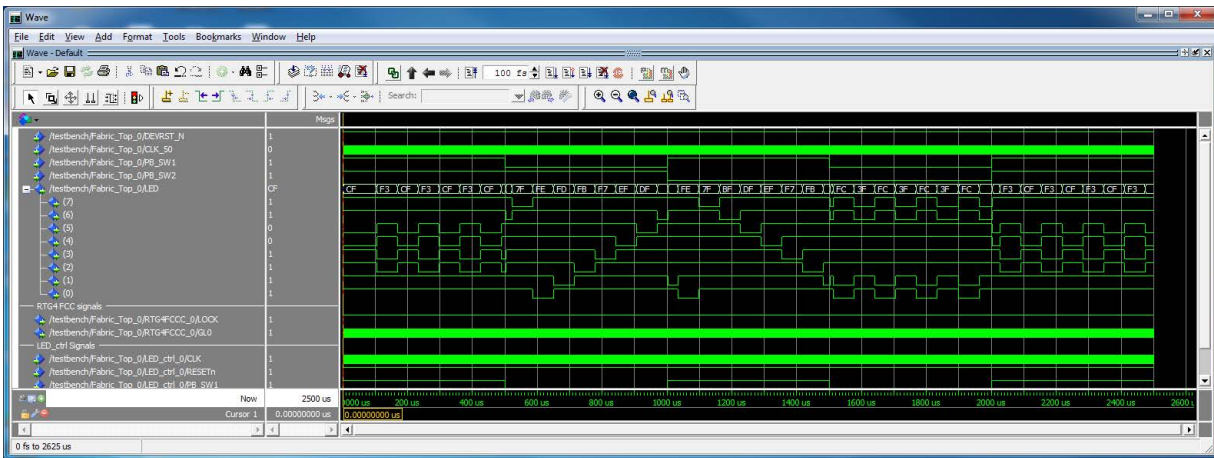 Wave
File Edit View Add Format Tools Bookmarks Window Help
Wave - Default
100 fs
Search:
Msgs
/testbench/Fabric_Top_0/DEVRST_N 1
/testbench/Fabric_Top_0/CLK_50 0
/testbench/Fabric_Top_0/PB_SW1 1
/testbench/Fabric_Top_0/PB_SW2 1
/testbench/Fabric_Top_0/LED CF CF F3 CF F3 CF F3 CF 7F FE FD FB F7 EF DF FE 7F BF DF EF F7 FB FC 3F FC 3F FC 3F FC F3 CF F3 CF F3 CF F3
(7) 1
(6) 1
(5) 0
(4) 0
(3) 1
(2) 1
(1) 1
(0) 1
RTG4 FCC signals
/testbench/Fabric_Top_0/RTG4FCCC_0/LOCK 1
/testbench/Fabric_Top_0/RTG4FCCC_0/GL0 1
LED_ctrl Signals
/testbench/Fabric_Top_0/LED_ctrl_0/CLK 1
/testbench/Fabric_Top_0/LED_ctrl_0/RESETn 1
/testbench/Fabric_Top_0/LED_ctrl_0/PB_SW1 1
Now 2500 us 0000 us 200 us 400 us 600 us 800 us 1000 us 1200 us 1400 us 1600 us 1800 us 2000 us 2200 us 2400 us 2600
Cursor 1 0.00000000 us 0.00000000 us
0 fs to 2625 us